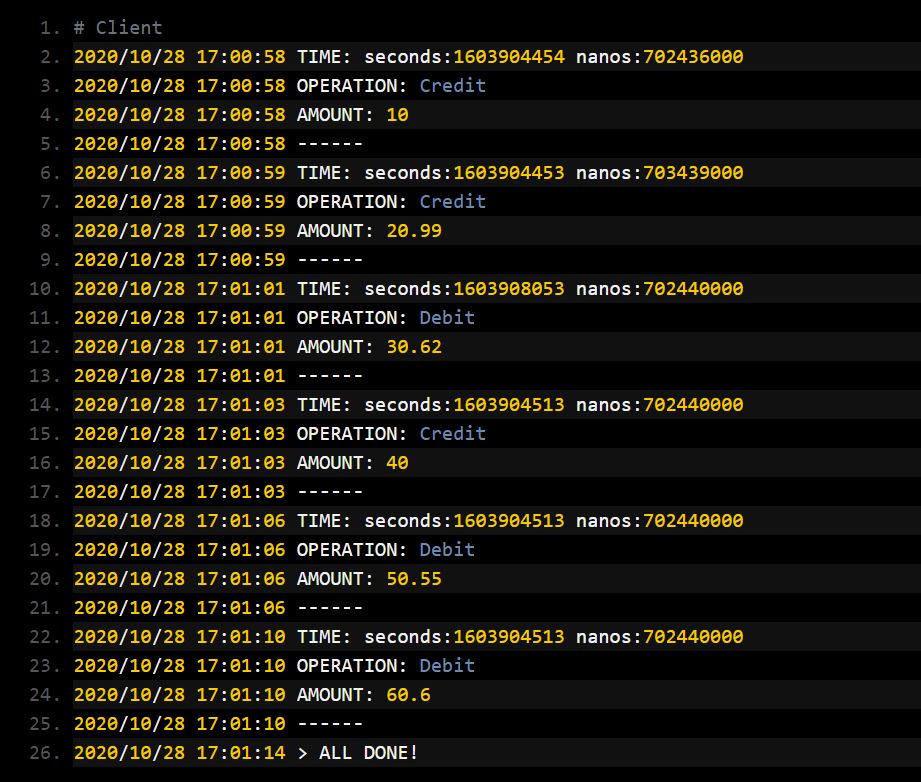 1. # Client
2. 2020/10/28 17:00:58 TIME: seconds:1603904454 nanos:702436000
3. 2020/10/28 17:00:58 OPERATION: Credit
4. 2020/10/28 17:00:58 AMOUNT: 10
5. 2020/10/28 17:00:58 ------
6. 2020/10/28 17:00:59 TIME: seconds:1603904453 nanos:703439000
7. 2020/10/28 17:00:59 OPERATION: Credit
8. 2020/10/28 17:00:59 AMOUNT: 20.99
9. 2020/10/28 17:00:59 ------
10. 2020/10/28 17:01:01 TIME: seconds:1603908053 nanos:702440000
11. 2020/10/28 17:01:01 OPERATION: Debit
12. 2020/10/28 17:01:01 AMOUNT: 30.62
13. 2020/10/28 17:01:01 ------
14. 2020/10/28 17:01:03 TIME: seconds:1603904513 nanos:702440000
15. 2020/10/28 17:01:03 OPERATION: Credit
16. 2020/10/28 17:01:03 AMOUNT: 40
17. 2020/10/28 17:01:03 ------
18. 2020/10/28 17:01:06 TIME: seconds:1603904513 nanos:702440000
19. 2020/10/28 17:01:06 OPERATION: Debit
20. 2020/10/28 17:01:06 AMOUNT: 50.55
21. 2020/10/28 17:01:06 ------
22. 2020/10/28 17:01:10 TIME: seconds:1603904513 nanos:702440000
23. 2020/10/28 17:01:10 OPERATION: Debit
24. 2020/10/28 17:01:10 AMOUNT: 60.6
25. 2020/10/28 17:01:10 ------
26. 2020/10/28 17:01:14 > ALL DONE!